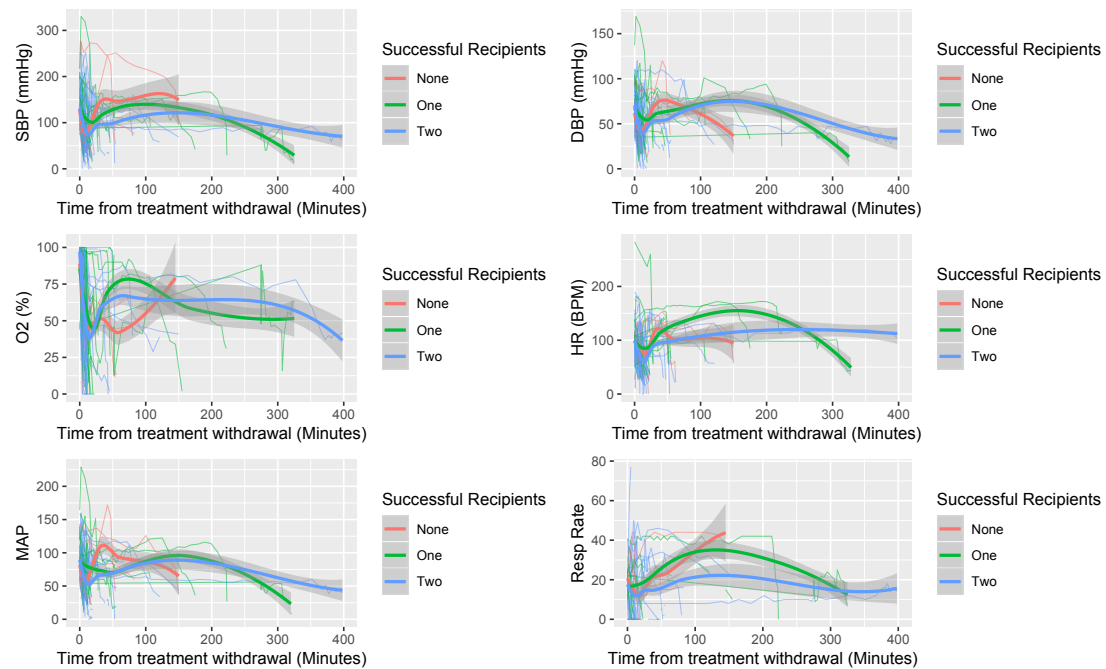 SBP (mmHg)
300
200
100
0
0 100 200 300 400
Time from treatment withdrawal (Minutes)
Successful Recipients
None
One
Two
DBP (mmHg)
150
100
50
0
0 100 200 300 400
Time from treatment withdrawal (Minutes)
Successful Recipients
None
One
Two
O2 (%)
100
75
50
25
0
0 100 200 300 400
Time from treatment withdrawal (Minutes)
Successful Recipients
None
One
Two
HR (BPM)
200
100
0
0 100 200 300 400
Time from treatment withdrawal (Minutes)
Successful Recipients
None
One
Two
MAP
200
150
100
50
0
0 100 200 300 400
Time from treatment withdrawal (Minutes)
Successful Recipients
None
One
Two
Resp Rate
80
60
40
20
0
0 100 200 300 400
Time from treatment withdrawal (Minutes)
Successful Recipients
None
One
Two